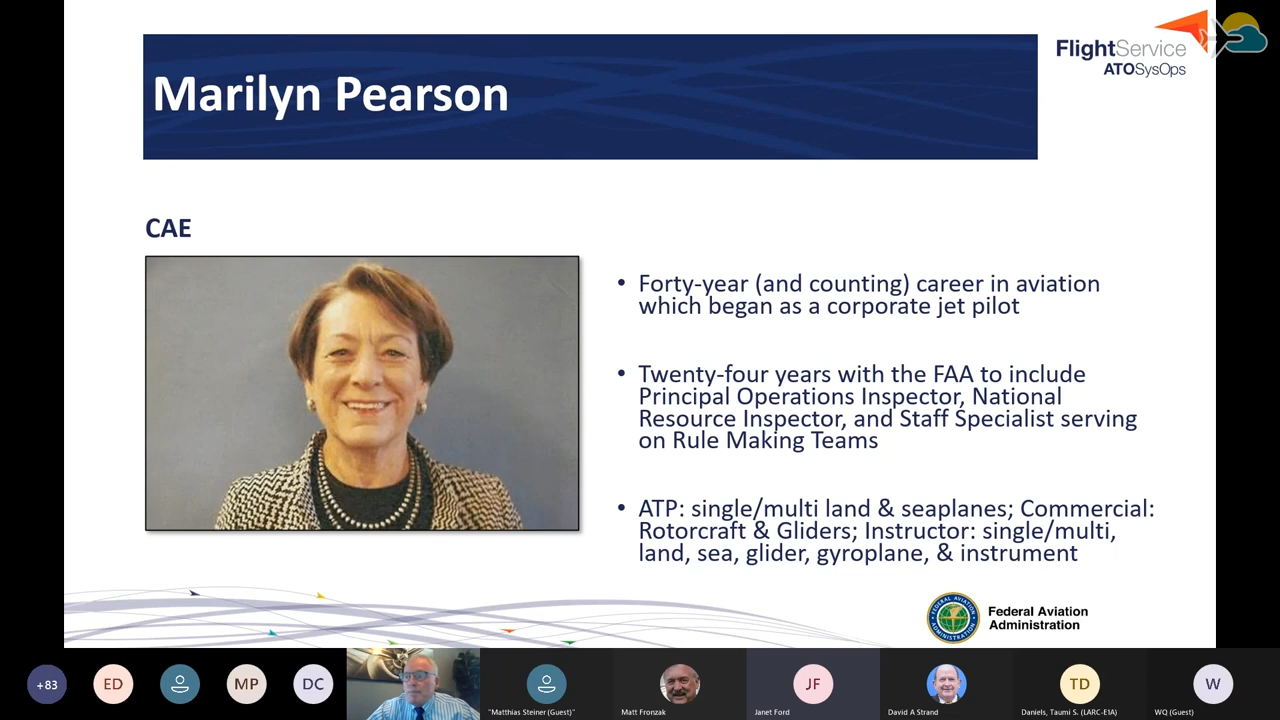 Marilyn Pearson
FlightService
ATOSysOps
CAE
• Forty-year (and counting) career in aviation
which began as a corporate jet pilot
• Twenty-four years with the FAA to include
Principal Operations Inspector, National
Resource Inspector, and Staff Specialist serving
on Rule Making Teams
• ATP: single/multi land & seaplanes; Commercial:
Rotorcraft & Gliders; Instructor: single/multi,
land, sea, glider, gyroplane, & instrument
Federal Aviation
Administration
+83
ED
MP
DC
"Matthias Steiner (Guest)"
Matt Fronzak
JF
Janet Ford
David A Strand
TD
Daniels, Taumi S. (LARC-E1A)
W
WQ (Guest)